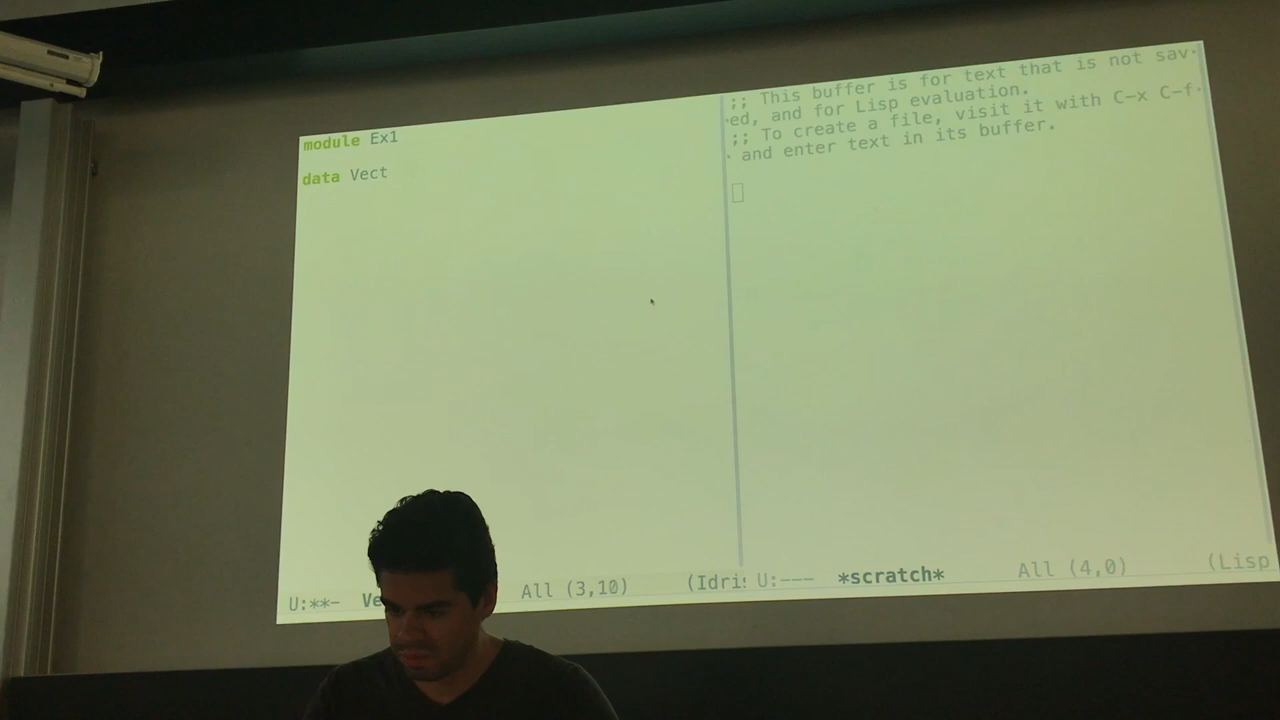 module Ex1
data Vect
U:**- Ve All (3,10) (Idris
;; This buffer is for text that is not sav
ed, and for Lisp evaluation.
;; To create a file, visit it with C-x C-f
and enter text in its buffer.
U:--- *scratch* All (4,0) (Lisp